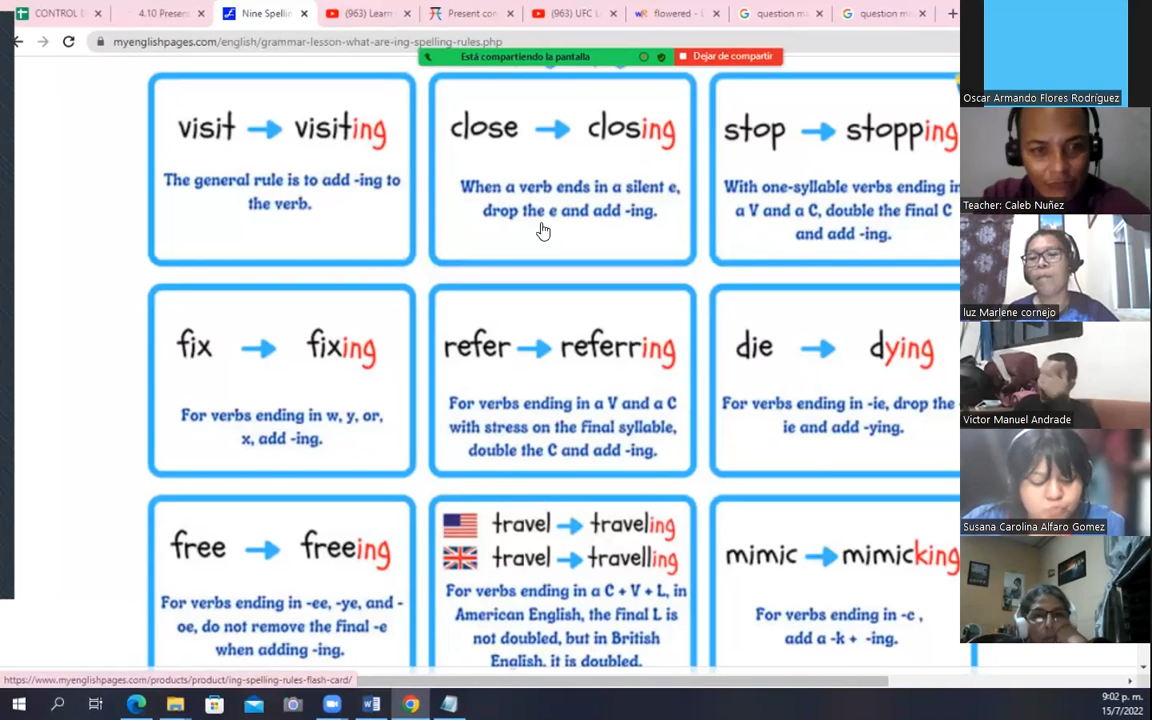 CONTROL
4.10 Present
Nine Spelli
(963) Learn
Present con
(963) UFC
flowered - 
question m
question m
myenglishpages.com/english/grammar-lesson-what-are-ing-spelling-rules.php
Está compartiendo la pantalla
Dejar de compartir
visit visiting
The general rule is to add -ing to
the verb.
close closing
When a verb ends in a silent e,
drop the e and add -ing.
stop stopping
With one-syllable verbs ending in
a V and a C, double the final C
and add -ing.
fix fixing
For verbs ending in w, y, or,
x, add -ing.
refer referring
For verbs ending in a V and a C
with stress on the final syllable,
double the C and add -ing.
die dying
For verbs ending in -ie, drop the
ie and add -ying.
free freeing
For verbs ending in -ee, -ye, and -
oe, do not remove the final -e
when adding -ing.
travel traveling
travel travelling
For verbs ending in a C + V + L, in
American English, the final L is
not doubled, but in British
English, it is doubled.
mimic mimicking
For verbs ending in -c ,
add a -k + -ing.
Oscar Armando Flores Rodríguez
Teacher: Caleb Nuñez
luz Marlene cornejo
Victor Manuel Andrade
Susana Carolina Alfaro Gomez
https://www.myenglishpages.com/products/product/ing-spelling-rules-flash-card/
9:02 p. m.
15/7/2022